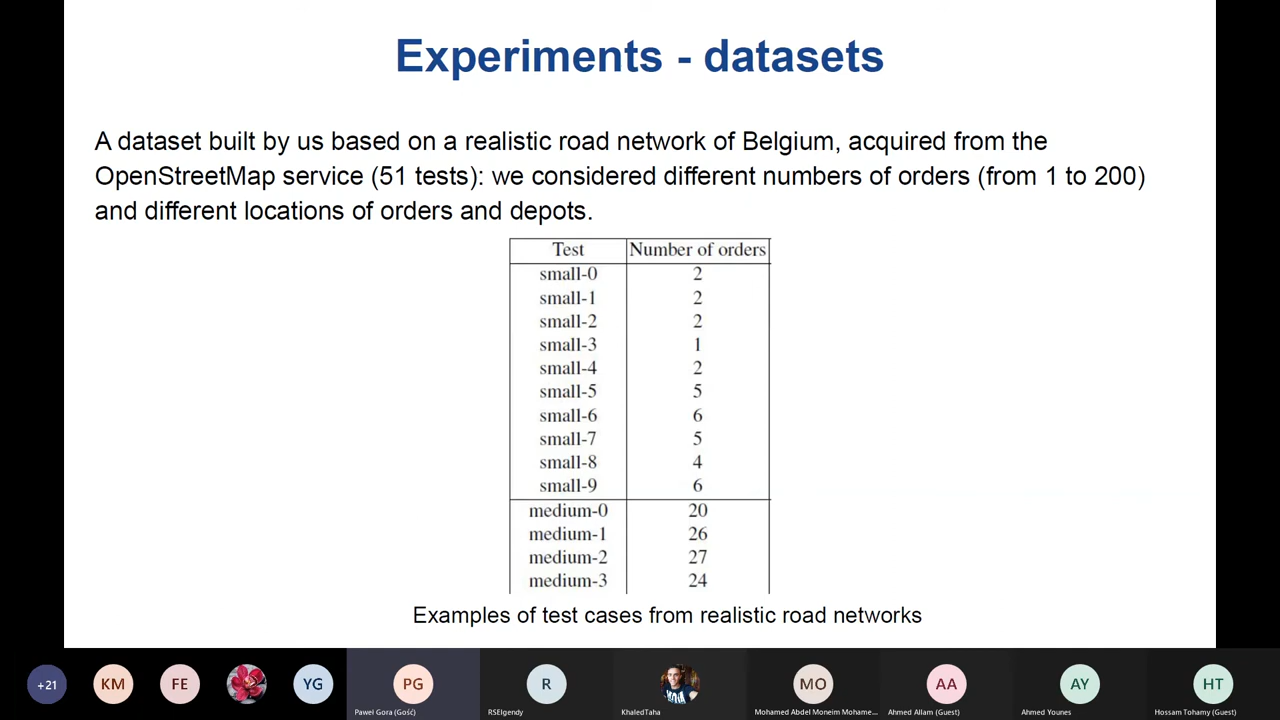 Experiments - datasets
A dataset built by us based on a realistic road network of Belgium, acquired from the
OpenStreetMap service (51 tests): we considered different numbers of orders (from 1 to 200)
and different locations of orders and depots.
Test Number of orders
small-0 2
small-1 2
small-2 2
small-3 1
small-4 2
small-5 5
small-6 6
small-7 5
small-8 4
small-9 6
medium-0 20
medium-1 26
medium-2 27
medium-3 24
Examples of test cases from realistic road networks
+21 KM FE YG PG R MO AA AY HT
Paweł Gora (Gość) RSElgendy KhaledTaha Mohamed Abdel Moneim Mohame... Ahmed Allam (Guest) Ahmed Younes Hossam Tohamy (Guest)